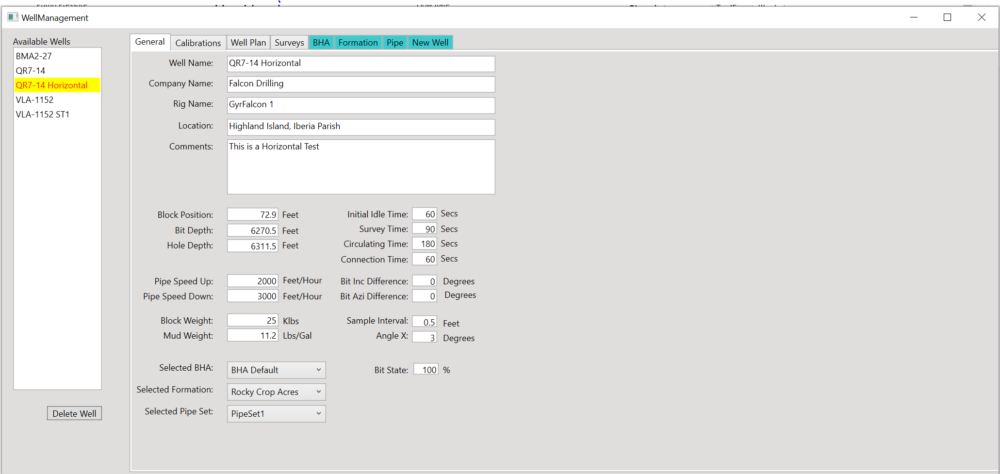 WellManagement
Available Wells
BMA2-27
QR7-14
QR7-14 Horizontal
VLA-1152
VLA-1152 ST1
Delete Well
General Calibrations Well Plan Surveys BHA Formation Pipe New Well
Well Name: QR7-14 Horizontal
Company Name: Falcon Drilling
Rig Name: GyrFalcon 1
Location: Highland Island, Iberia Parish
Comments: This is a Horizontal Test
Block Position: 72.9 Feet Initial Idle Time: 60 Secs
Bit Depth: 6270.5 Feet Survey Time: 90 Secs
Hole Depth: 6311.5 Feet Circulating Time: 180 Secs
Connection Time: 60 Secs
Pipe Speed Up: 2000 Feet/Hour Bit Inc Difference: 0 Degrees
Pipe Speed Down: 3000 Feet/Hour Bit Azi Difference: 0 Degrees
Block Weight: 25 Klbs Sample Interval: 0.5 Feet
Mud Weight: 11.2 Lbs/Gal Angle X: 3 Degrees
Selected BHA: BHA Default Bit State: 100 %
Selected Formation: Rocky Crop Acres
Selected Pipe Set: PipeSet1